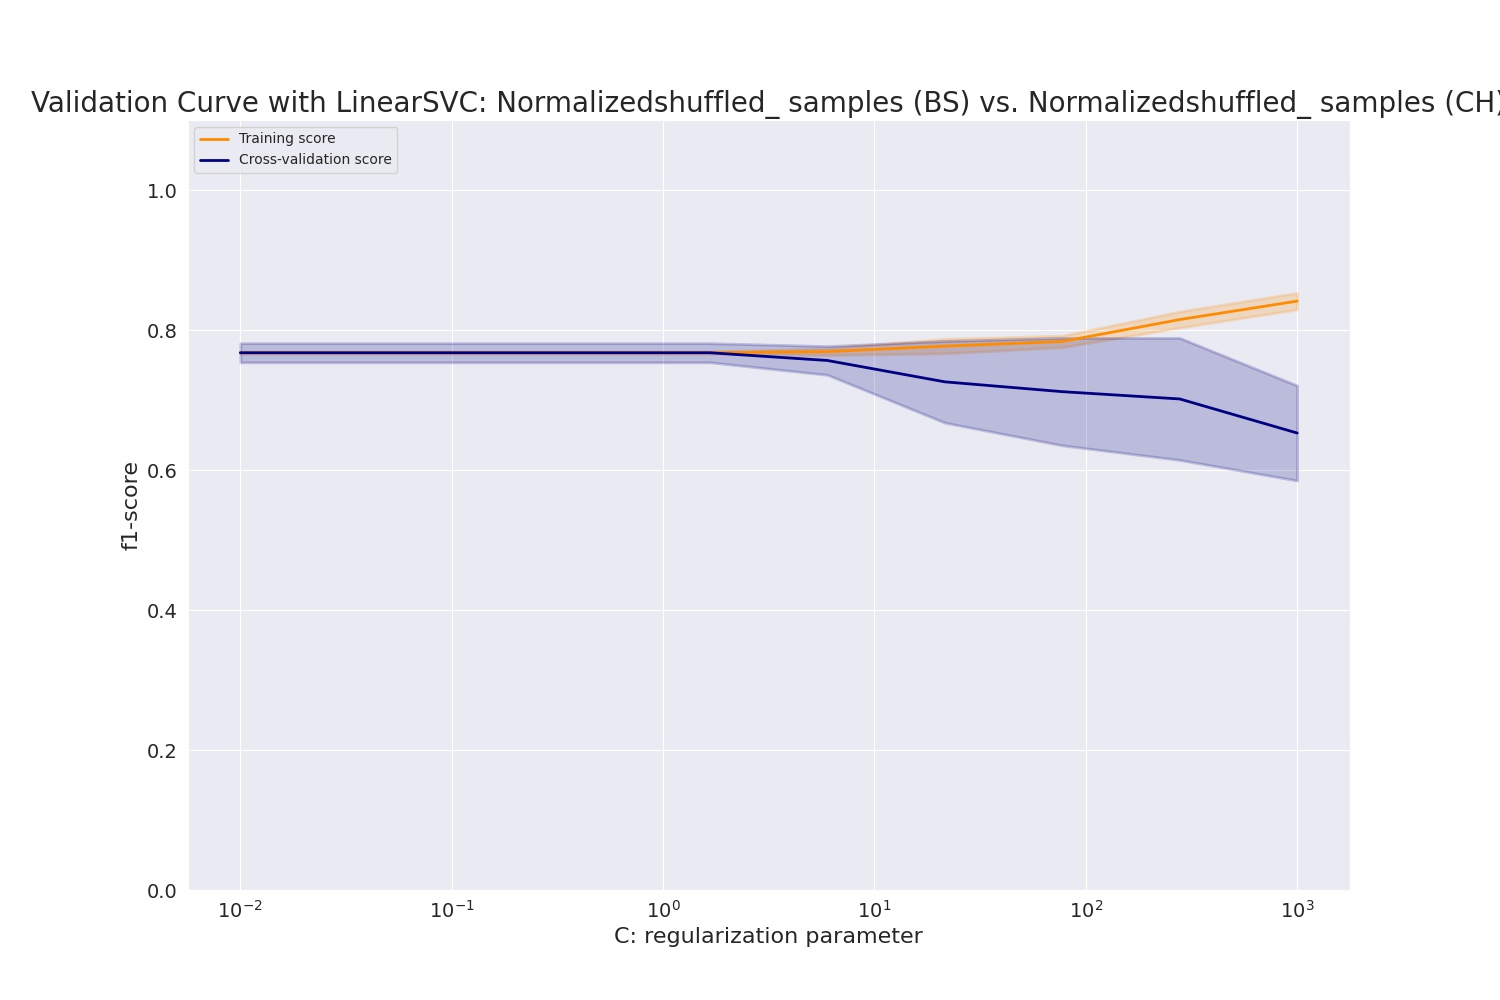 Validation Curve with LinearSVC: Normalizedshuffled_ samples (BS) vs. Normalizedshuffled_ samples (CH)
Training score
Cross-validation score
1.0
0.8
0.6
0.4
0.2
0.0
f1-score
10⁻² 10⁻¹ 10⁰ 10¹ 10² 10³
C: regularization parameter